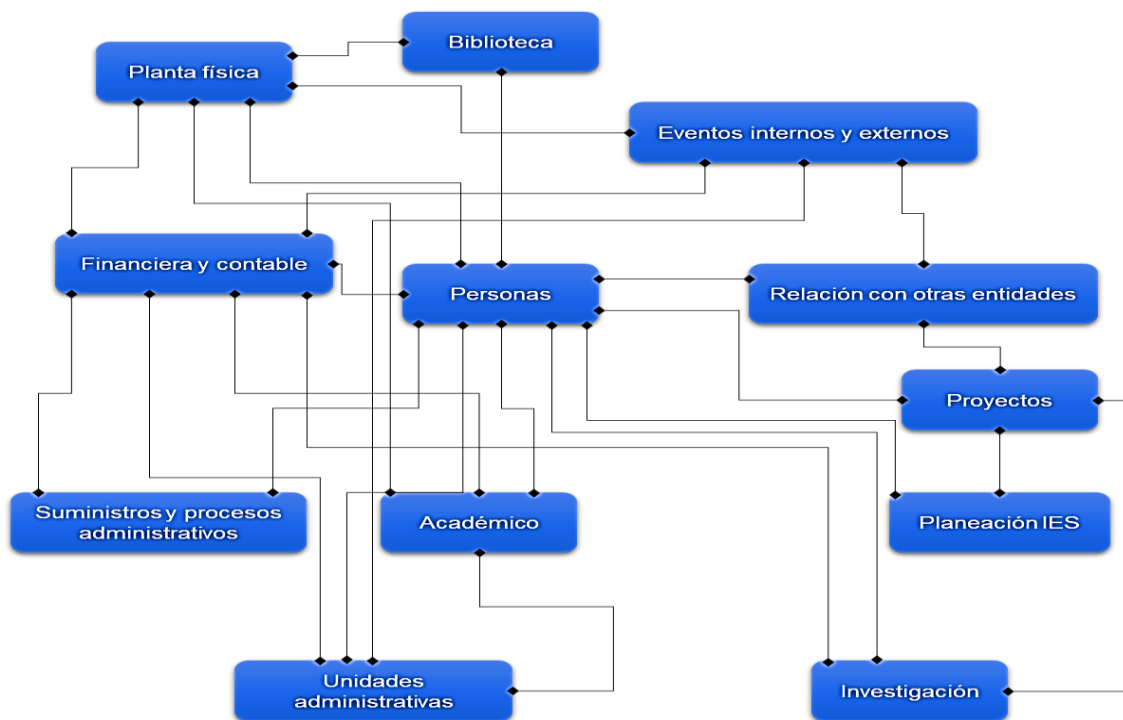 Biblioteca
Planta física
Eventos internos y externos
Financiera y contable
Personas
Relación con otras entidades
Proyectos
Suministros y procesos
administrativos
Académico
Planeación IES
Unidades
administrativas
Investigación